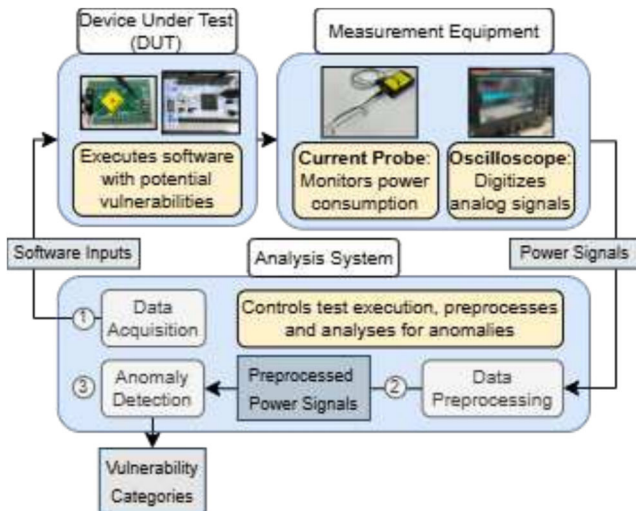 Device Under Test
(DUT)
Measurement Equipment
Executes software
with potential
vulnerabilities
Current Probe:
Monitors power
consumption
Oscilloscope:
Digitizes
analog signals
Software Inputs
Analysis System
Power Signals
1
Data
Acquisition
Controls test execution, preprocesses
and analyses for anomalies
3
Anomaly
Detection
Preprocessed
Power Signals
2
Data
Preprocessing
Vulnerability
Categories